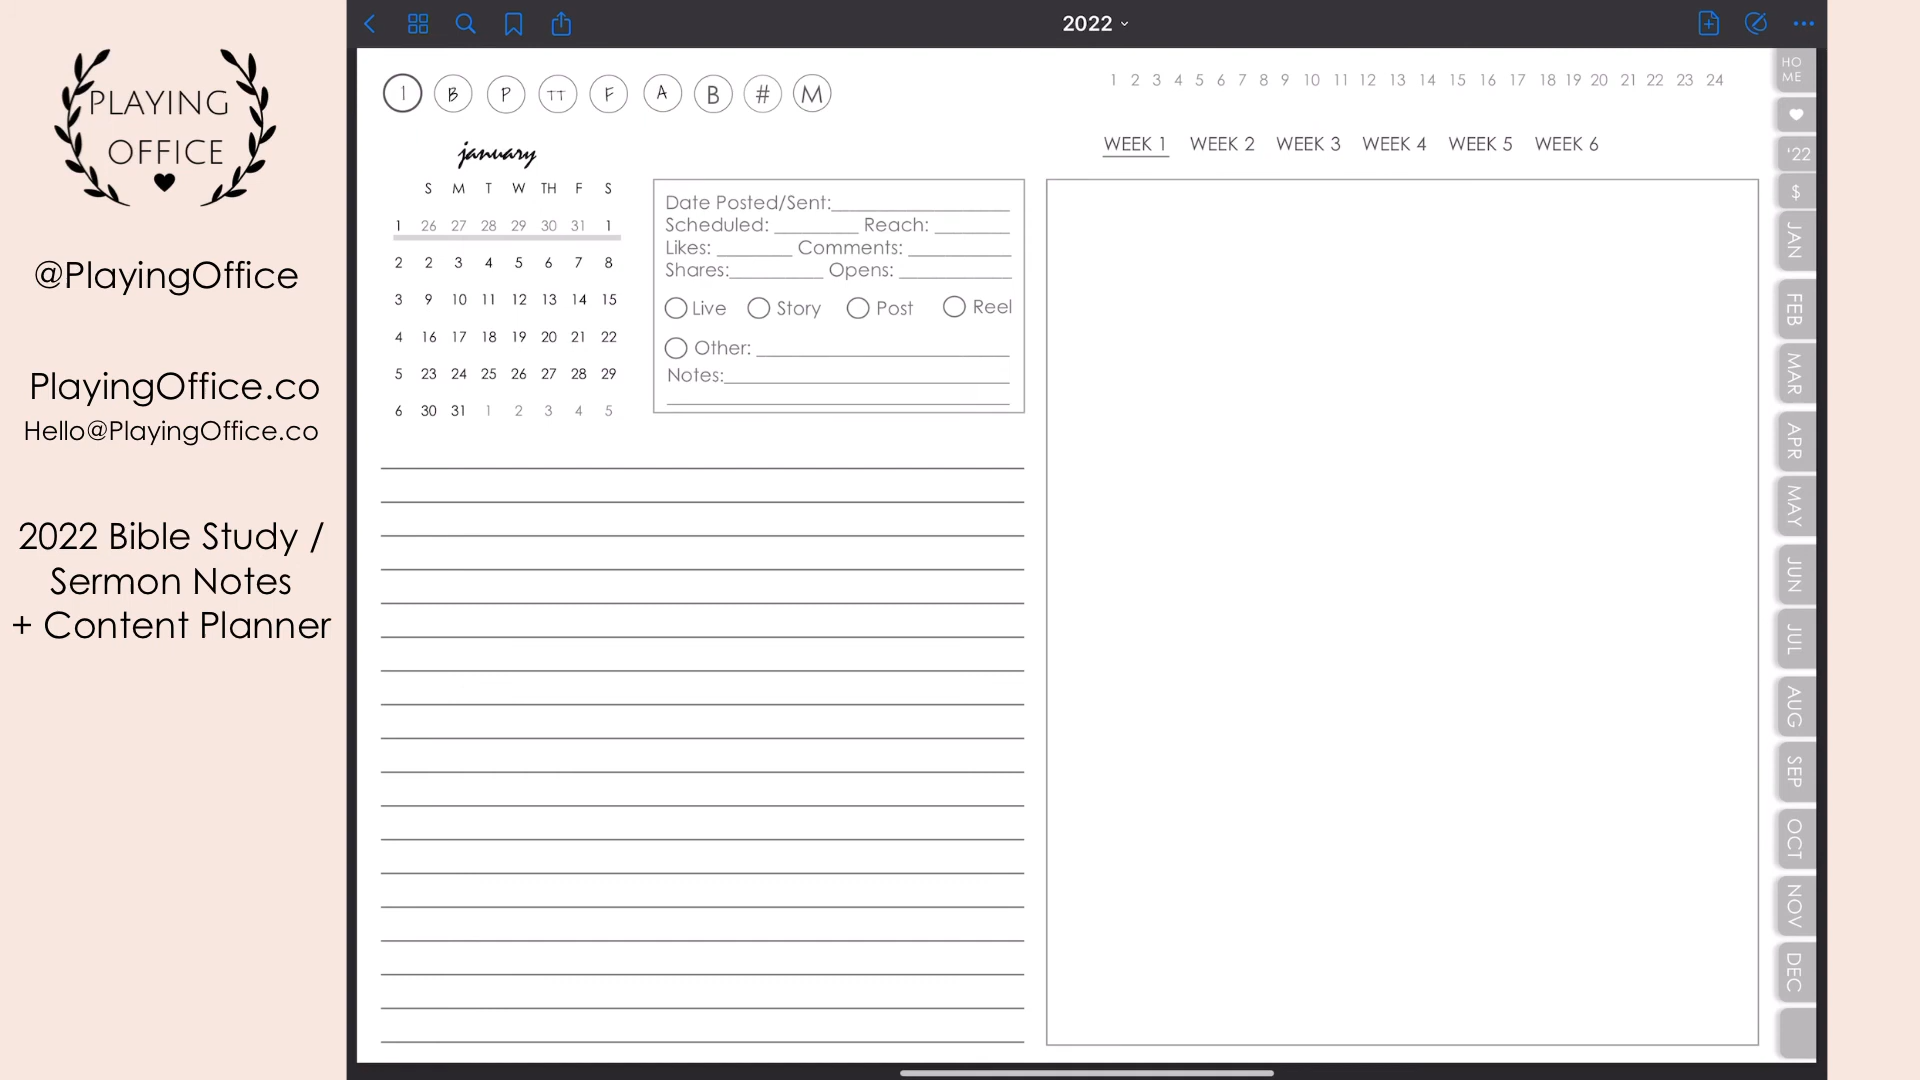 PLAYING
OFFICE
@PlayingOffice
PlayingOffice.co
Hello@PlayingOffice.co
2022 Bible Study /
Sermon Notes
+ Content Planner
2022
1 B P TT F A B # M
1 2 3 4 5 6 7 8 9 10 11 12 13 14 15 16 17 18 19 20 21 22 23 24
WEEK 1 WEEK 2 WEEK 3 WEEK 4 WEEK 5 WEEK 6
january
S M T W TH F S
1 26 27 28 29 30 31 1
2 2 3 4 5 6 7 8
3 9 10 11 12 13 14 15
4 16 17 18 19 20 21 22
5 23 24 25 26 27 28 29
6 30 31 1 2 3 4 5
Date Posted/Sent:
Scheduled: Reach:
Likes: Comments:
Shares: Opens:
Live Story Post Reel
Other:
Notes:
HO
ME
'22
$
JAN
FEB
MAR
APR
MAY
JUN
JUL
AUG
SEP
OCT
NOV
DEC